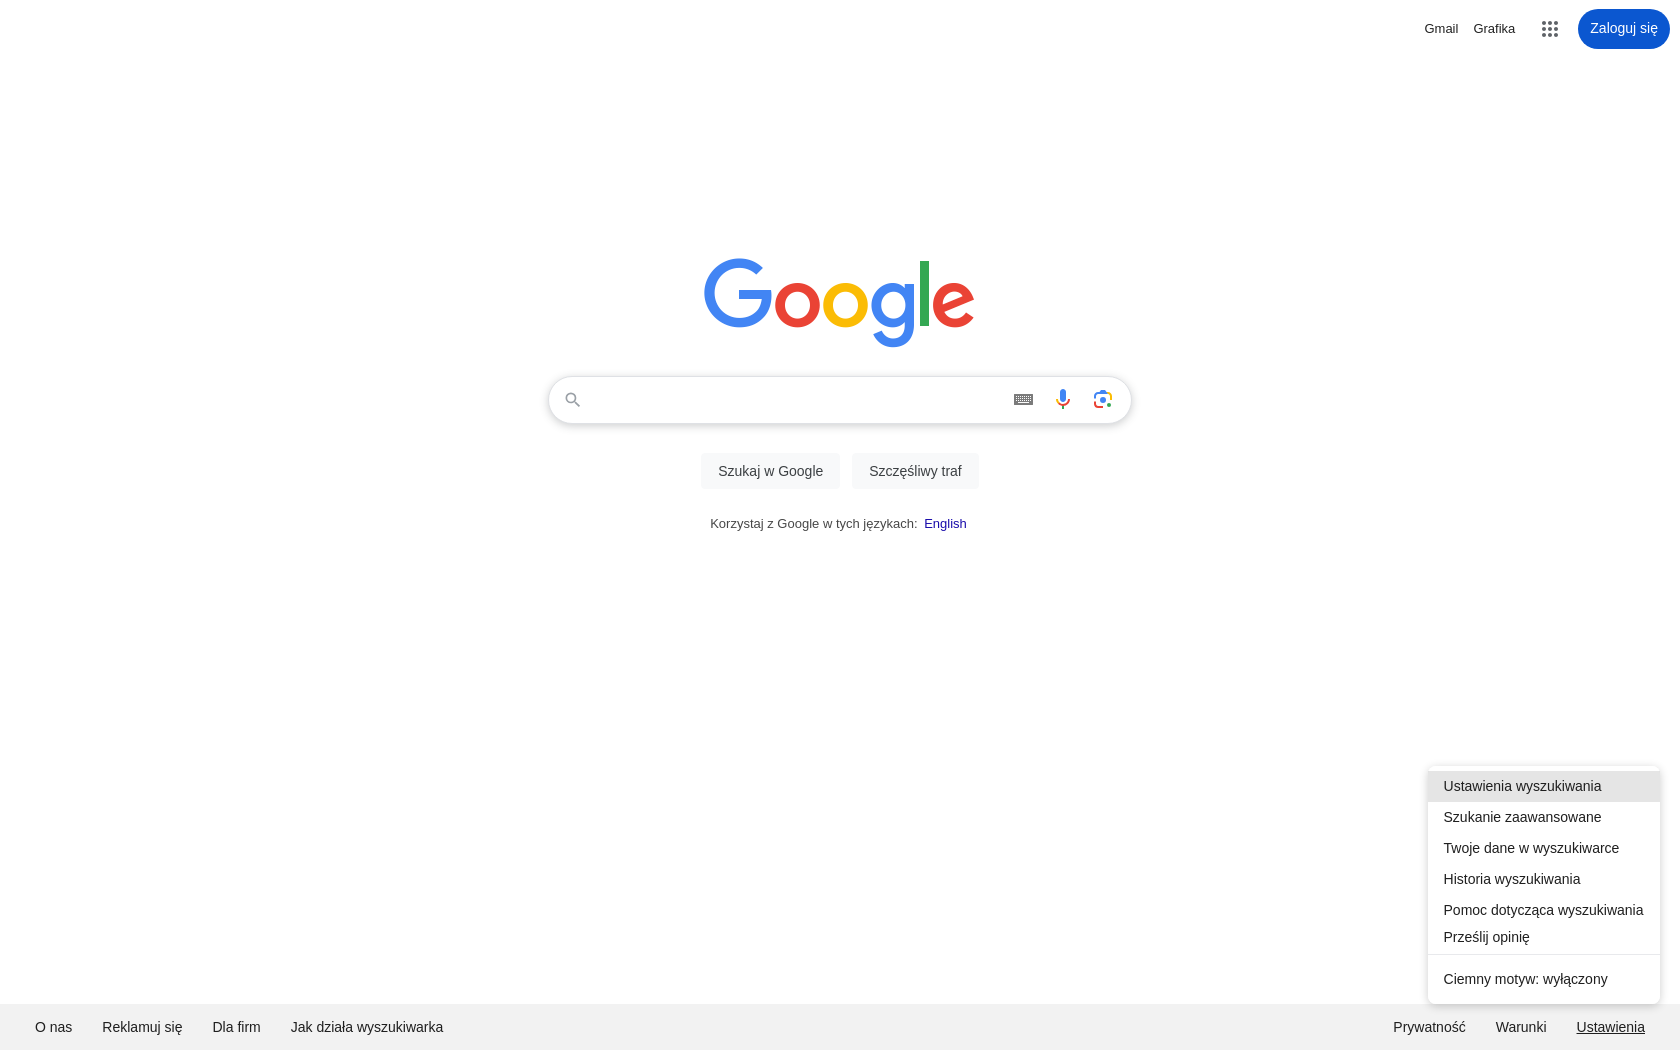 Gmail Grafika Zaloguj się
Google
Szukaj w Google Szczęśliwy traf
Korzystaj z Google w tych językach: English
Ustawienia wyszukiwania
Szukanie zaawansowane
Twoje dane w wyszukiwarce
Historia wyszukiwania
Pomoc dotycząca wyszukiwania
Prześlij opinię
Ciemny motyw: wyłączony
O nas Reklamuj się Dla firm Jak działa wyszukiwarka Prywatność Warunki Ustawienia